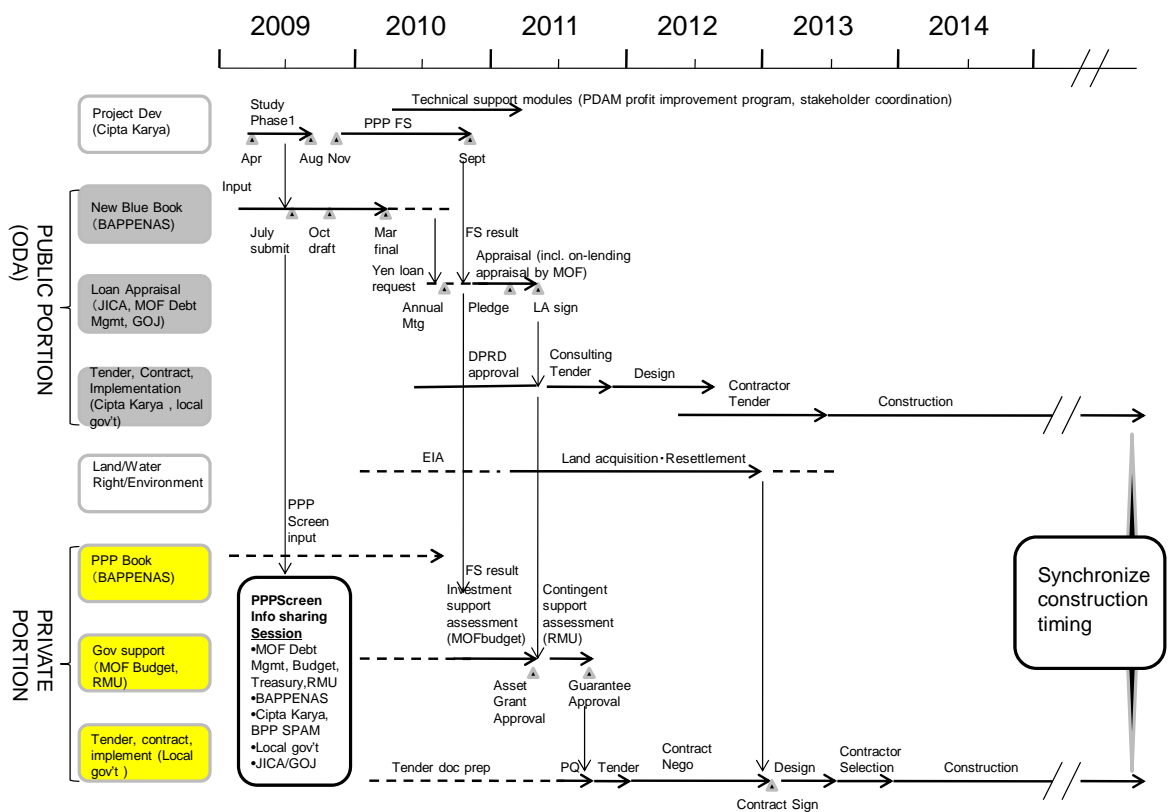 2009
2010
2011
2012
2013
2014
Project Dev
(Cipta Karya)
Study
Phase1
Technical support modules (PDAM profit improvement program, stakeholder coordination)
PPP FS
Apr
Aug
Nov
Sept
PUBLIC PORTION
(ODA)
New Blue Book
(BAPPENAS)
Input
July
submit
Oct
draft
Mar
final
FS result
Yen loan
request
Appraisal (incl. on-lending
appraisal by MOF)
Loan Appraisal
(JICA, MOF Debt
Mgmt, GOJ)
Annual
Mtg
Pledge
LA sign
Tender, Contract,
Implementation
(Cipta Karya , local
gov't)
DPRD
approval
Consulting
Tender
Design
Contractor
Tender
Construction
Land/Water
Right/Environment
EIA
Land acquisition・Resettlement
PPP
Screen
input
PRIVATE
PORTION
PPP Book
(BAPPENAS)
FS result
Investment
support
assessment
(MOFbudget)
Contingent
support
assessment
(RMU)
PPPScreen
Info sharing
Session
•MOF Debt
Mgmt, Budget,
Treasury,RMU
•BAPPENAS
•Cipta Karya,
BPP SPAM
•Local gov't
•JICA/GOJ
Gov support
(MOF Budget,
RMU)
Asset
Grant
Approval
Guarantee
Approval
Tender, contract,
implement (Local
gov't )
Tender doc prep
PQ
Tender
Contract
Nego
Design
Contractor
Selection
Construction
Contract Sign
Synchronize
construction
timing